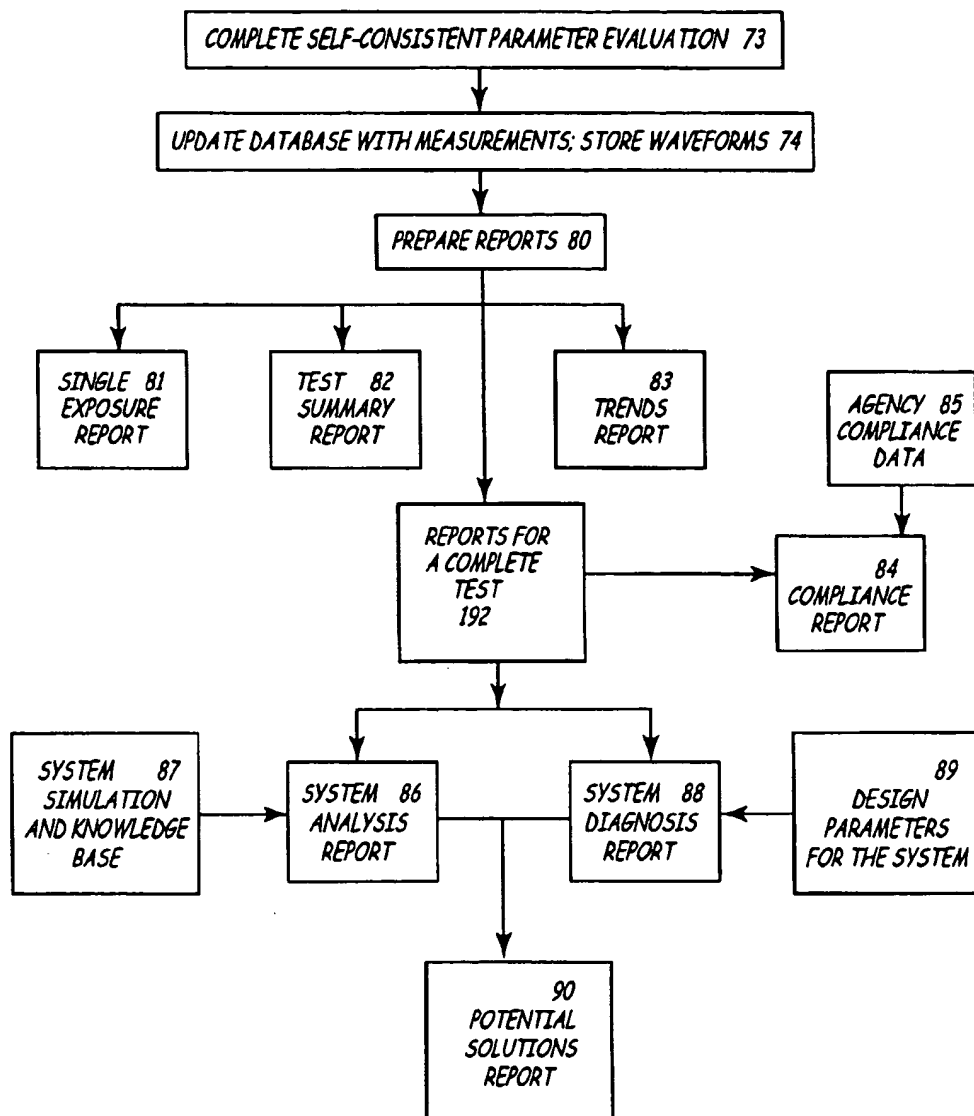 COMPLETE SELF-CONSISTENT PARAMETER EVALUATION 73
UPDATE DATABASE WITH MEASUREMENTS; STORE WAVEFORMS 74
PREPARE REPORTS 80
SINGLE 81
EXPOSURE
REPORT
TEST 82
SUMMARY
REPORT
83
TRENDS
REPORT
AGENCY 85
COMPLIANCE
DATA
REPORTS FOR
A COMPLETE
TEST
192
84
COMPLIANCE
REPORT
SYSTEM 87
SIMULATION
AND KNOWLEDGE
BASE
SYSTEM 86
ANALYSIS
REPORT
SYSTEM 88
DIAGNOSIS
REPORT
89
DESIGN
PARAMETERS
FOR THE SYSTEM
90
POTENTIAL
SOLUTIONS
REPORT